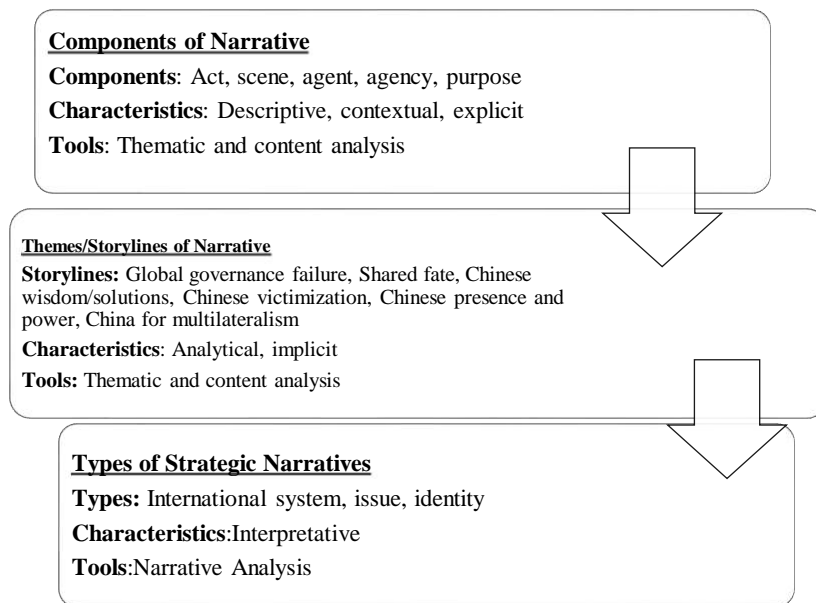 Components of Narrative
Components: Act, scene, agent, agency, purpose
Characteristics: Descriptive, contextual, explicit
Tools: Thematic and content analysis
Themes/Storylines of Narrative
Storylines: Global governance failure, Shared fate, Chinese
wisdom/solutions, Chinese victimization, Chinese presence and
power, China for multilateralism
Characteristics: Analytical, implicit
Tools: Thematic and content analysis
Types of Strategic Narratives
Types: International system, issue, identity
Characteristics:Interpretative
Tools:Narrative Analysis